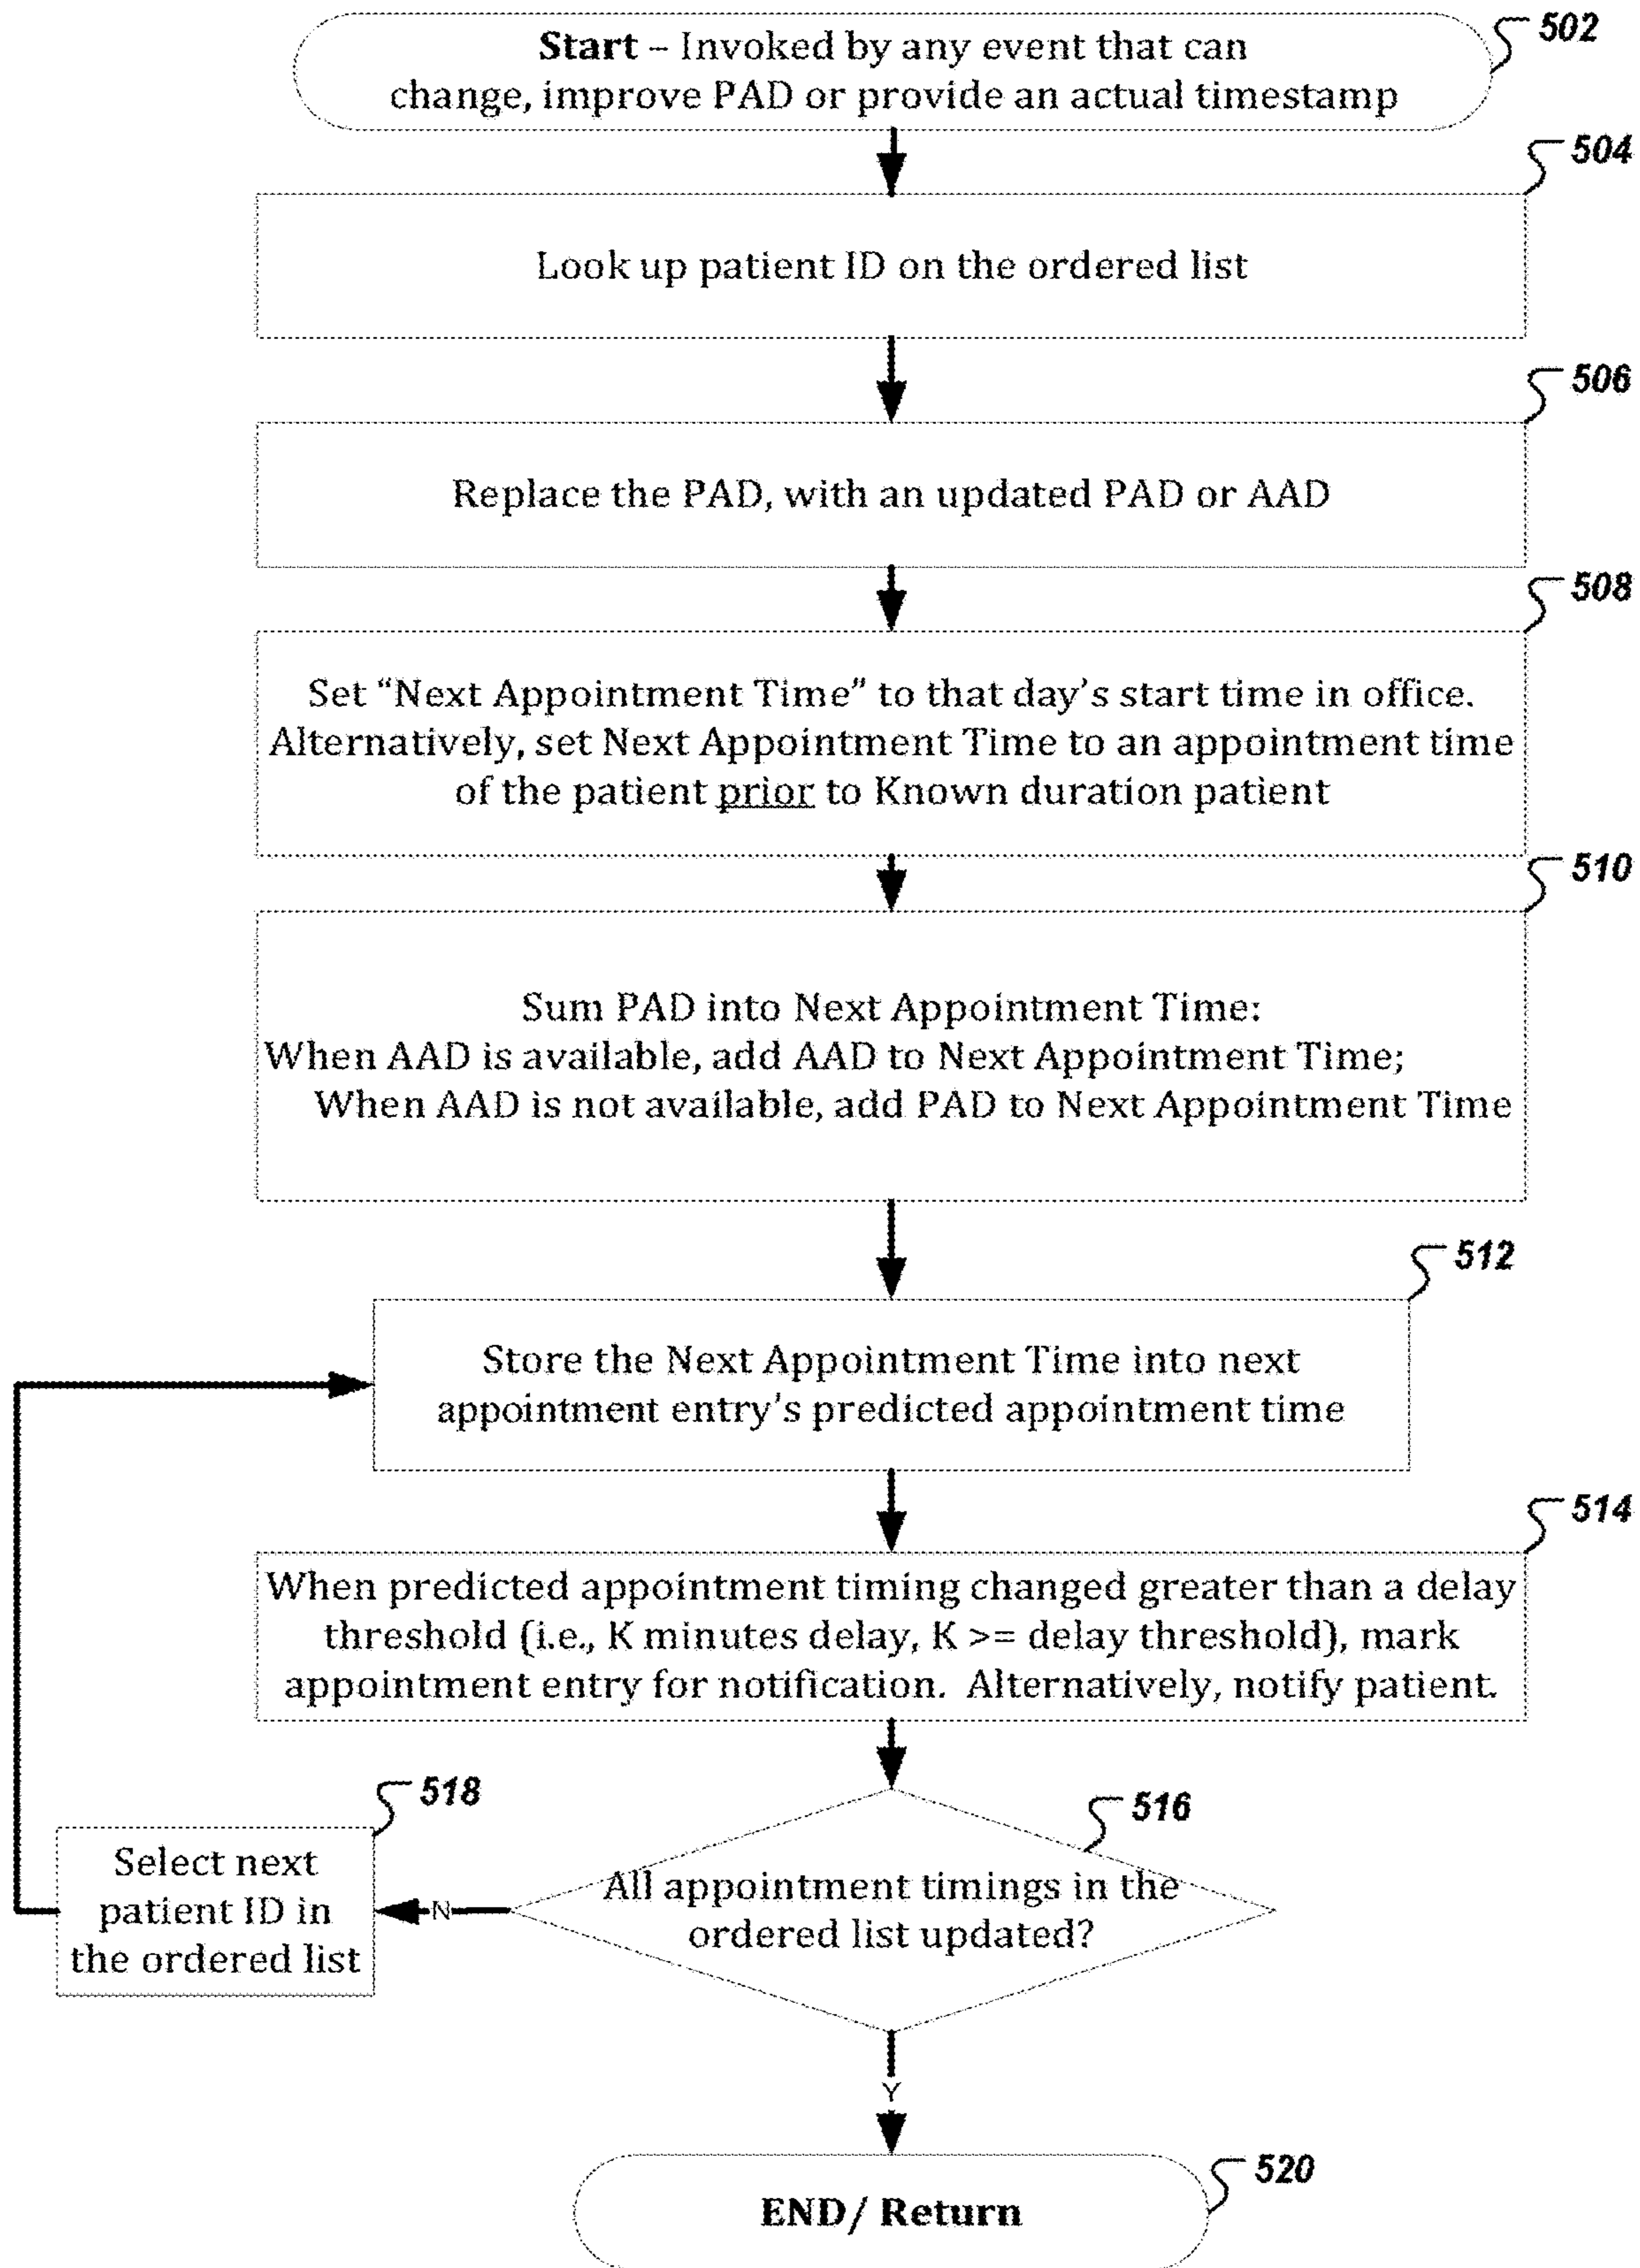 502
Start – Invoked by any event that can
change, improve PAD or provide an actual timestamp
504
Look up patient ID on the ordered list
506
Replace the PAD, with an updated PAD or AAD
508
Set “Next Appointment Time” to that day’s start time in office.
Alternatively, set Next Appointment Time to an appointment time
of the patient prior to Known duration patient
510
Sum PAD into Next Appointment Time:
When AAD is available, add AAD to Next Appointment Time;
When AAD is not available, add PAD to Next Appointment Time
512
Store the Next Appointment Time into next
appointment entry’s predicted appointment time
514
When predicted appointment timing changed greater than a delay
threshold (i.e., K minutes delay, K >= delay threshold), mark
appointment entry for notification.  Alternatively, notify patient.
516
All appointment timings in the
ordered list updated?
N
518
Select next
patient ID in
the ordered list
Y
520
END/ Return